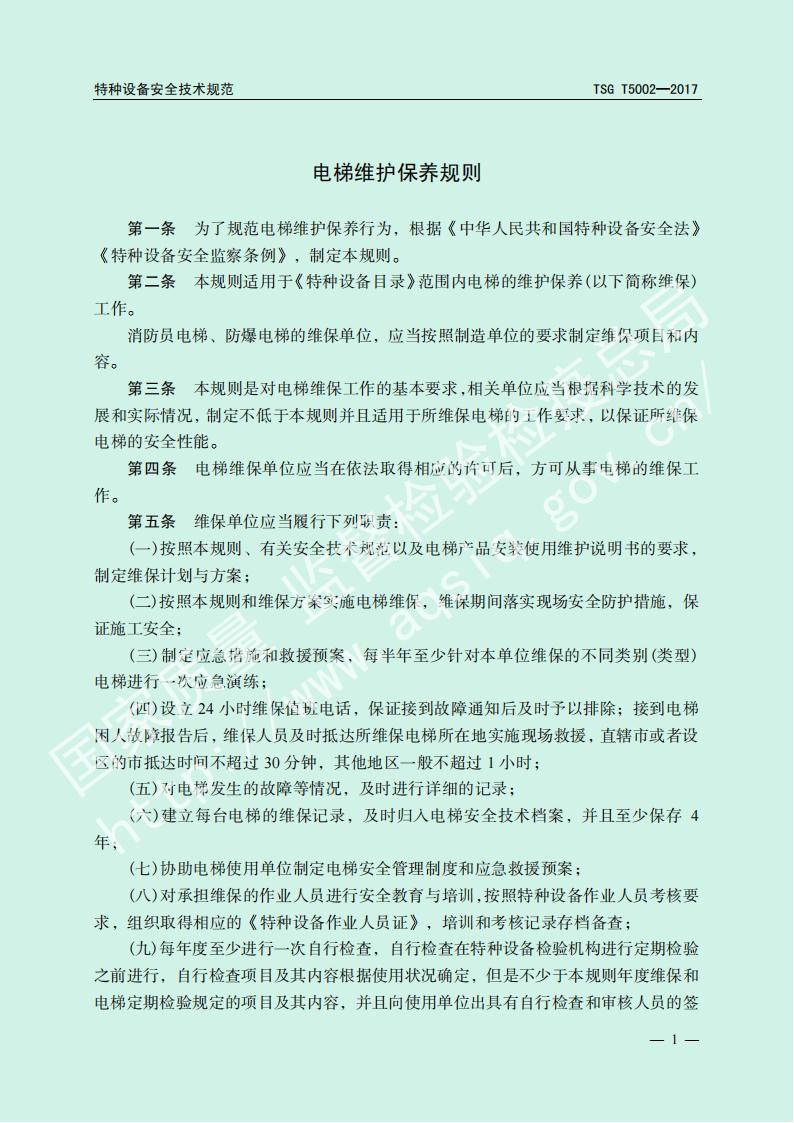 特种设备安全技术规范 TSG T5002—2017
电梯维护保养规则
第一条 为了规范电梯维护保养行为，根据《中华人民共和国特种设备安全法》
《特种设备安全监察条例》，制定本规则。
第二条 本规则适用于《特种设备目录》范围内电梯的维护保养(以下简称维保)
工作。
消防员电梯、防爆电梯的维保单位，应当按照制造单位的要求制定维保项目和内
容。
第三条 本规则是对电梯维保工作的基本要求,相关单位应当根据科学技术的发
展和实际情况，制定不低于本规则并且适用于所维保电梯的工作要求，以保证所维保
电梯的安全性能。
第四条 电梯维保单位应当在依法取得相应的许可后，方可从事电梯的维保工
作。
第五条 维保单位应当履行下列职责：
(一)按照本规则、有关安全技术规范以及电梯产品安装使用维护说明书的要求，
制定维保计划与方案；
(二)按照本规则和维保方案实施电梯维保，维保期间落实现场安全防护措施，保
证施工安全；
(三)制定应急措施和救援预案，每半年至少针对本单位维保的不同类别(类型)
电梯进行一次应急演练；
(四)设立 24 小时维保值班电话，保证接到故障通知后及时予以排除；接到电梯
困人故障报告后，维保人员及时抵达所维保电梯所在地实施现场救援，直辖市或者设
区的市抵达时间不超过 30 分钟，其他地区一般不超过 1 小时；
(五)对电梯发生的故障等情况，及时进行详细的记录；
(六)建立每台电梯的维保记录，及时归入电梯安全技术档案，并且至少保存 4
年；
(七)协助电梯使用单位制定电梯安全管理制度和应急救援预案；
(八)对承担维保的作业人员进行安全教育与培训,按照特种设备作业人员考核要
求，组织取得相应的《特种设备作业人员证》，培训和考核记录存档备查；
(九)每年度至少进行一次自行检查，自行检查在特种设备检验机构进行定期检验
之前进行，自行检查项目及其内容根据使用状况确定，但是不少于本规则年度维保和
电梯定期检验规定的项目及其内容，并且向使用单位出具有自行检查和审核人员的签
— 1 —
国家质量监督检验检疫总局
http://www.aqsiq.gov.cn/